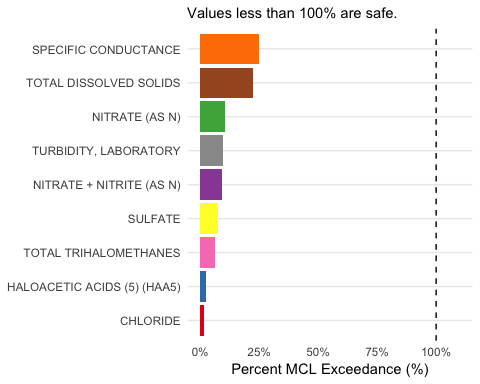 Values less than 100% are safe.
SPECIFIC CONDUCTANCE
TOTAL DISSOLVED SOLIDS
NITRATE (AS N)
TURBIDITY, LABORATORY
NITRATE + NITRITE (AS N)
SULFATE
TOTAL TRIHALOMETHANES
HALOACETIC ACIDS (5) (HAA5)
CHLORIDE
0% 25% 50% 75% 100%
Percent MCL Exceedance (%)